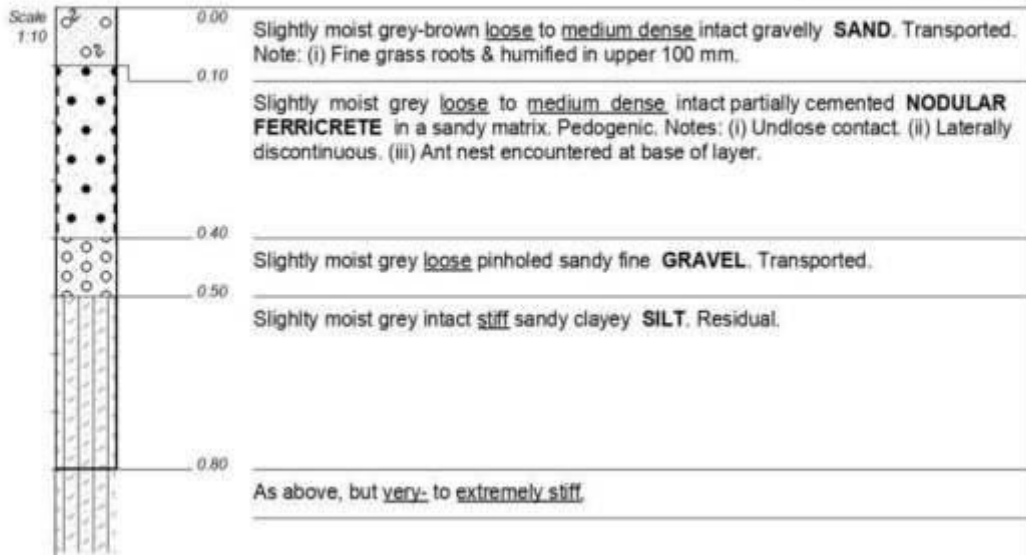 Scale
1:10
0.00
Slightly moist grey-brown loose to medium dense intact gravelly SAND. Transported.
Note: (i) Fine grass roots & humified in upper 100 mm.
0.10
Slightly moist grey loose to medium dense intact partially cemented NODULAR
FERRICRETE in a sandy matrix. Pedogenic. Notes: (i) Undlose contact. (ii) Laterally
discontinuous. (iii) Ant nest encountered at base of layer.
0.40
Slightly moist grey loose pinholed sandy fine GRAVEL. Transported.
0.50
Slighlty moist grey intact stiff sandy clayey SILT. Residual.
0.80
As above, but very- to extremely stiff.